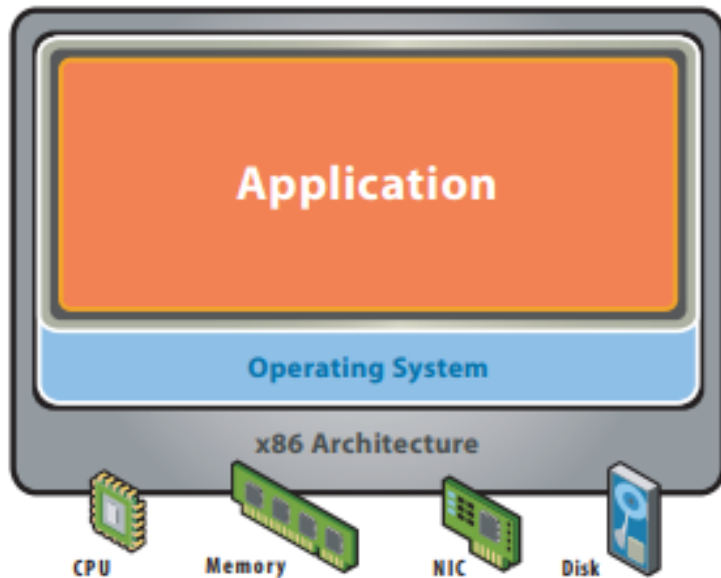 Application
Operating System
x86 Architecture
CPU
Memory
NIC
Disk